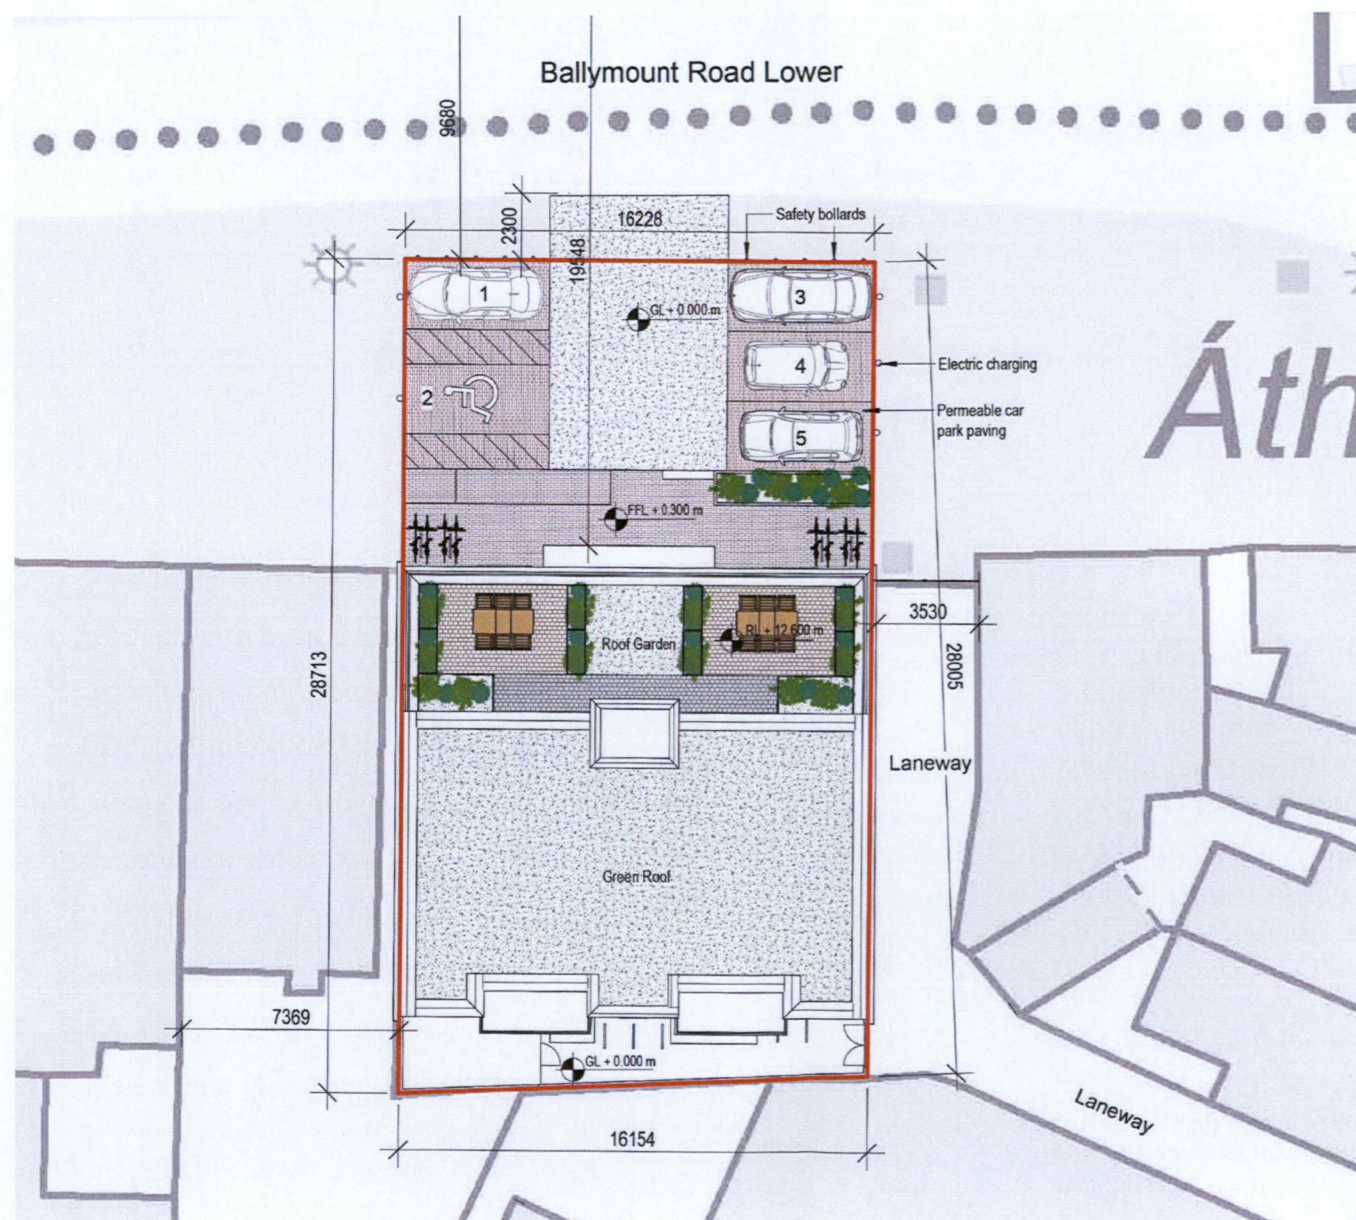 Ballymount Road Lower
9680
2300
16228
19548
Safety bollards
1
3
GL + 0.000 m
4
Electric charging
2
Permeable car
park paving
5
Áth
FFL + 0.300 m
3530
Roof Garden
RL + 12.600 m
28713
28005
Laneway
Green Roof
7369
GL + 0.000 m
Laneway
16154